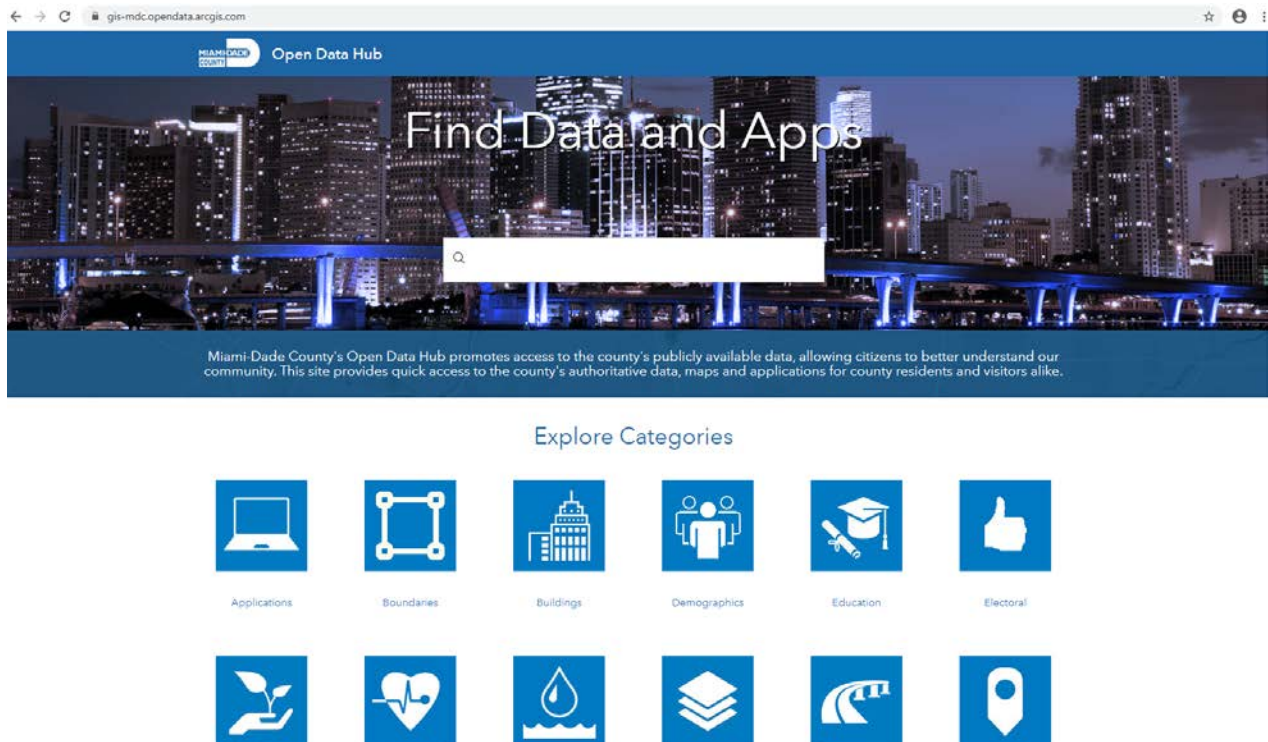 gis-mdc.opendata.arcgis.com
MIAMI-DADE
COUNTY
Open Data Hub
Find Data and Apps
Miami-Dade County's Open Data Hub promotes access to the county's publicly available data, allowing citizens to better understand our
community. This site provides quick access to the county's authoritative data, maps and applications for county residents and visitors alike.
Explore Categories
Applications Boundaries Buildings Demographics Education Electoral